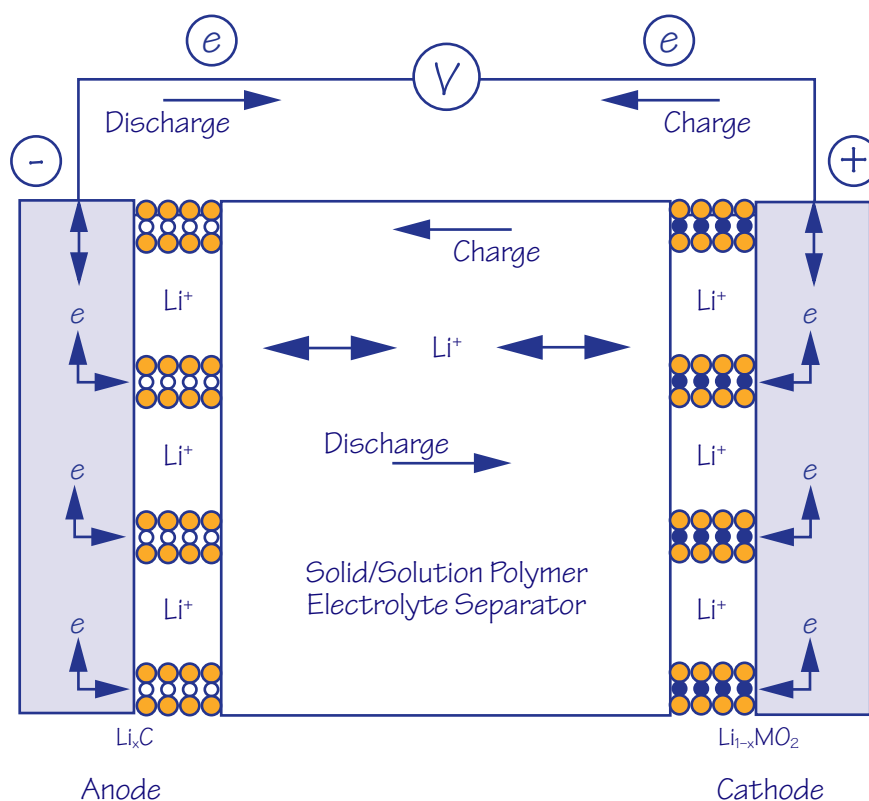 e e
V
Discharge Charge
- +
Charge
Li⁺ Li⁺
e e
Li⁺
Discharge
Li⁺ Li⁺
e e
Solid/Solution Polymer
Electrolyte Separator
Li⁺ Li⁺
e e
LiₓC Li₁₋ₓMO₂
Anode Cathode